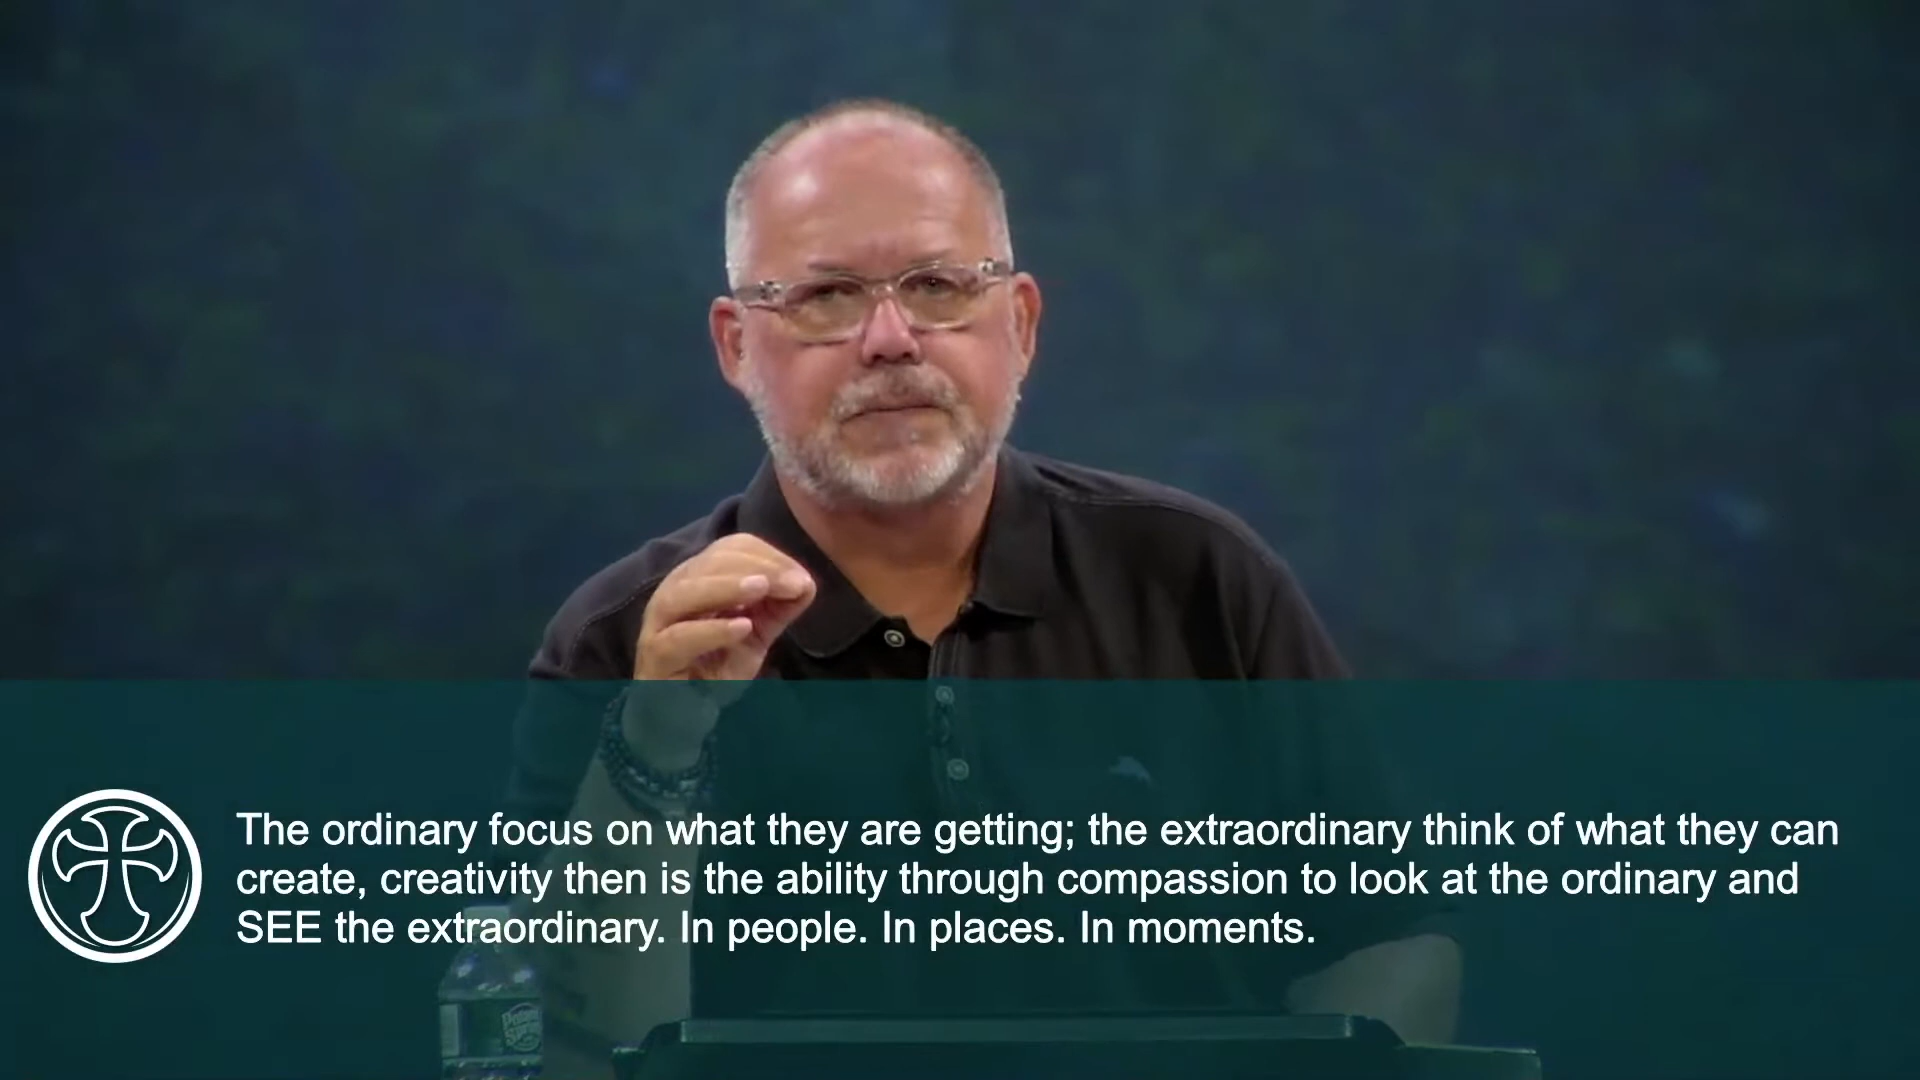 The ordinary focus on what they are getting; the extraordinary think of what they can
create, creativity then is the ability through compassion to look at the ordinary and
SEE the extraordinary. In people. In places. In moments.